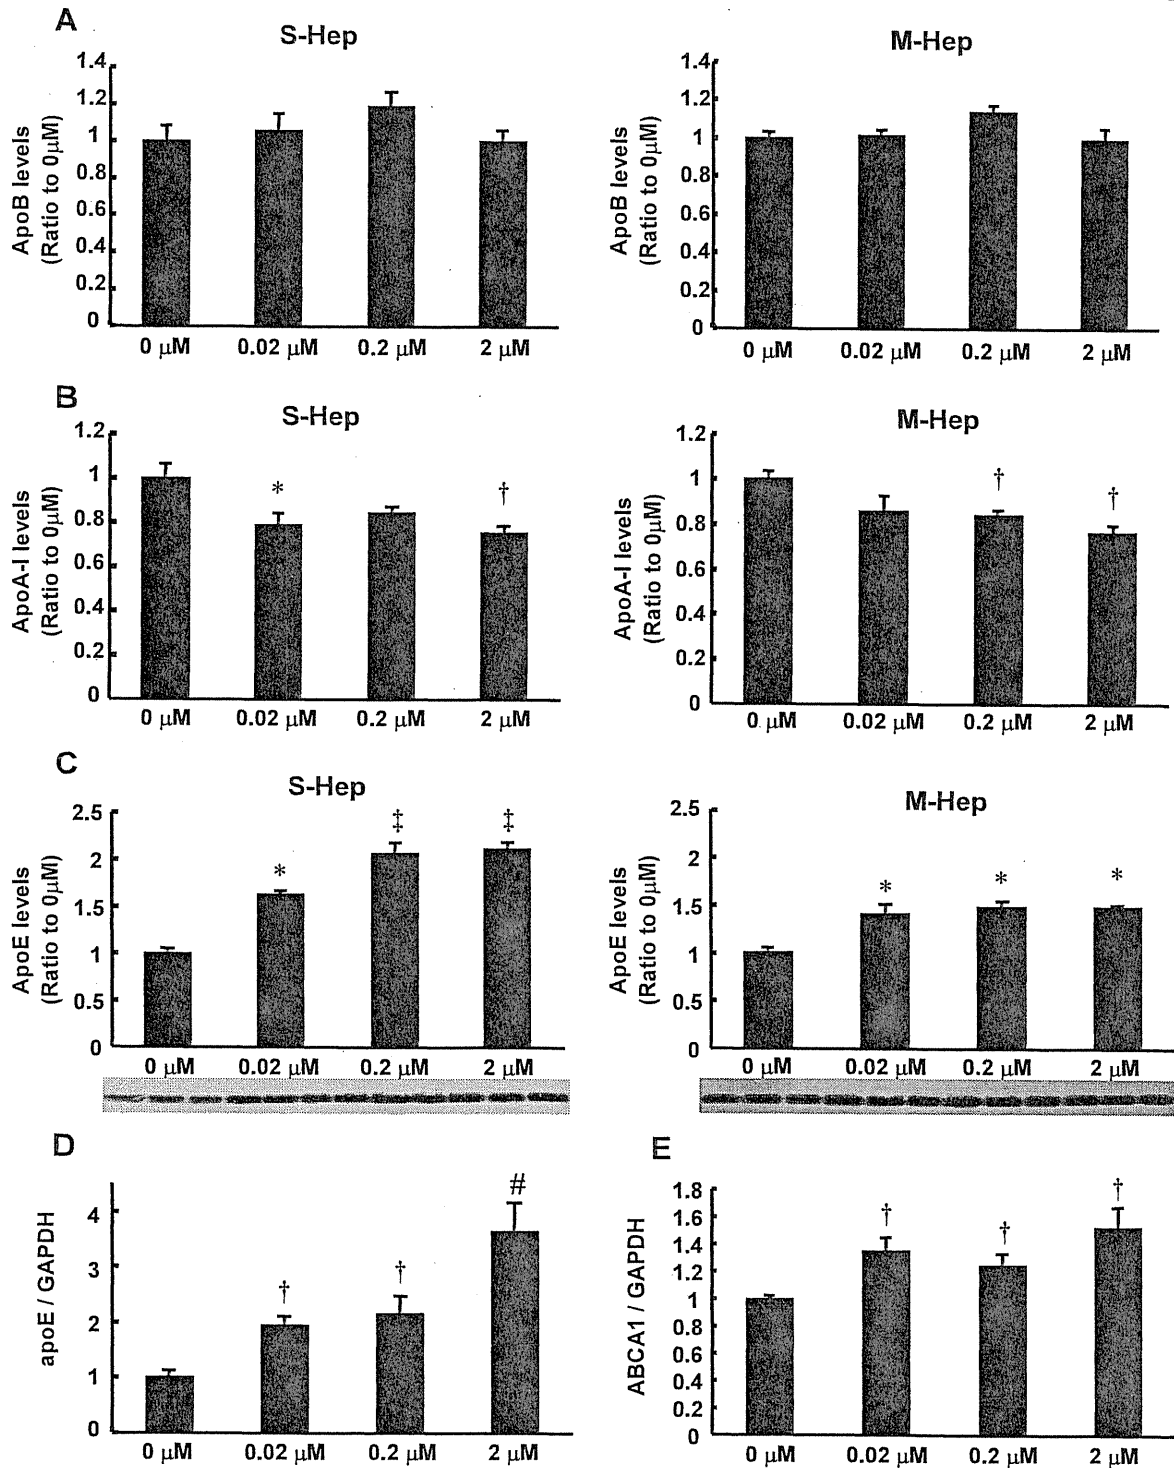 A
S-Hep
ApoB levels
(Ratio to 0μM)
1.4
1.2
1
0.8
0.6
0.4
0.2
0
0 μM 0.02 μM 0.2 μM 2 μM
M-Hep
ApoB levels
(Ratio to 0μM)
1.4
1.2
1
0.8
0.6
0.4
0.2
0
0 μM 0.02 μM 0.2 μM 2 μM
B
S-Hep
ApoA-I levels
(Ratio to 0μM)
1.2
1
0.8
0.6
0.4
0.2
0
* †
0 μM 0.02 μM 0.2 μM 2 μM
M-Hep
ApoA-I levels
(Ratio to 0μM)
1.2
1
0.8
0.6
0.4
0.2
0
† †
0 μM 0.02 μM 0.2 μM 2 μM
C
S-Hep
ApoE levels
(Ratio to 0μM)
2.5
2
1.5
1
0.5
0
* ‡ ‡
0 μM 0.02 μM 0.2 μM 2 μM
M-Hep
ApoE levels
(Ratio to 0μM)
2.5
2
1.5
1
0.5
0
* * *
0 μM 0.02 μM 0.2 μM 2 μM
D
apoE / GAPDH
4
3
2
1
0
† † #
0 μM 0.02 μM 0.2 μM 2 μM
E
ABCA1 / GAPDH
1.8
1.6
1.4
1.2
1
0.8
0.6
0.4
0.2
0
† † †
0 μM 0.02 μM 0.2 μM 2 μM